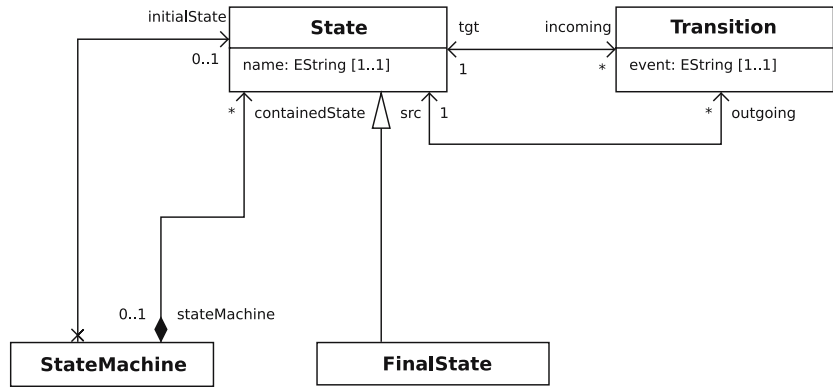 initialState
State
tgt
incoming
Transition
0..1
name: EString [1..1]
1
*
event: EString [1..1]
*
containedState
src
1
*
outgoing
0..1
stateMachine
StateMachine
FinalState